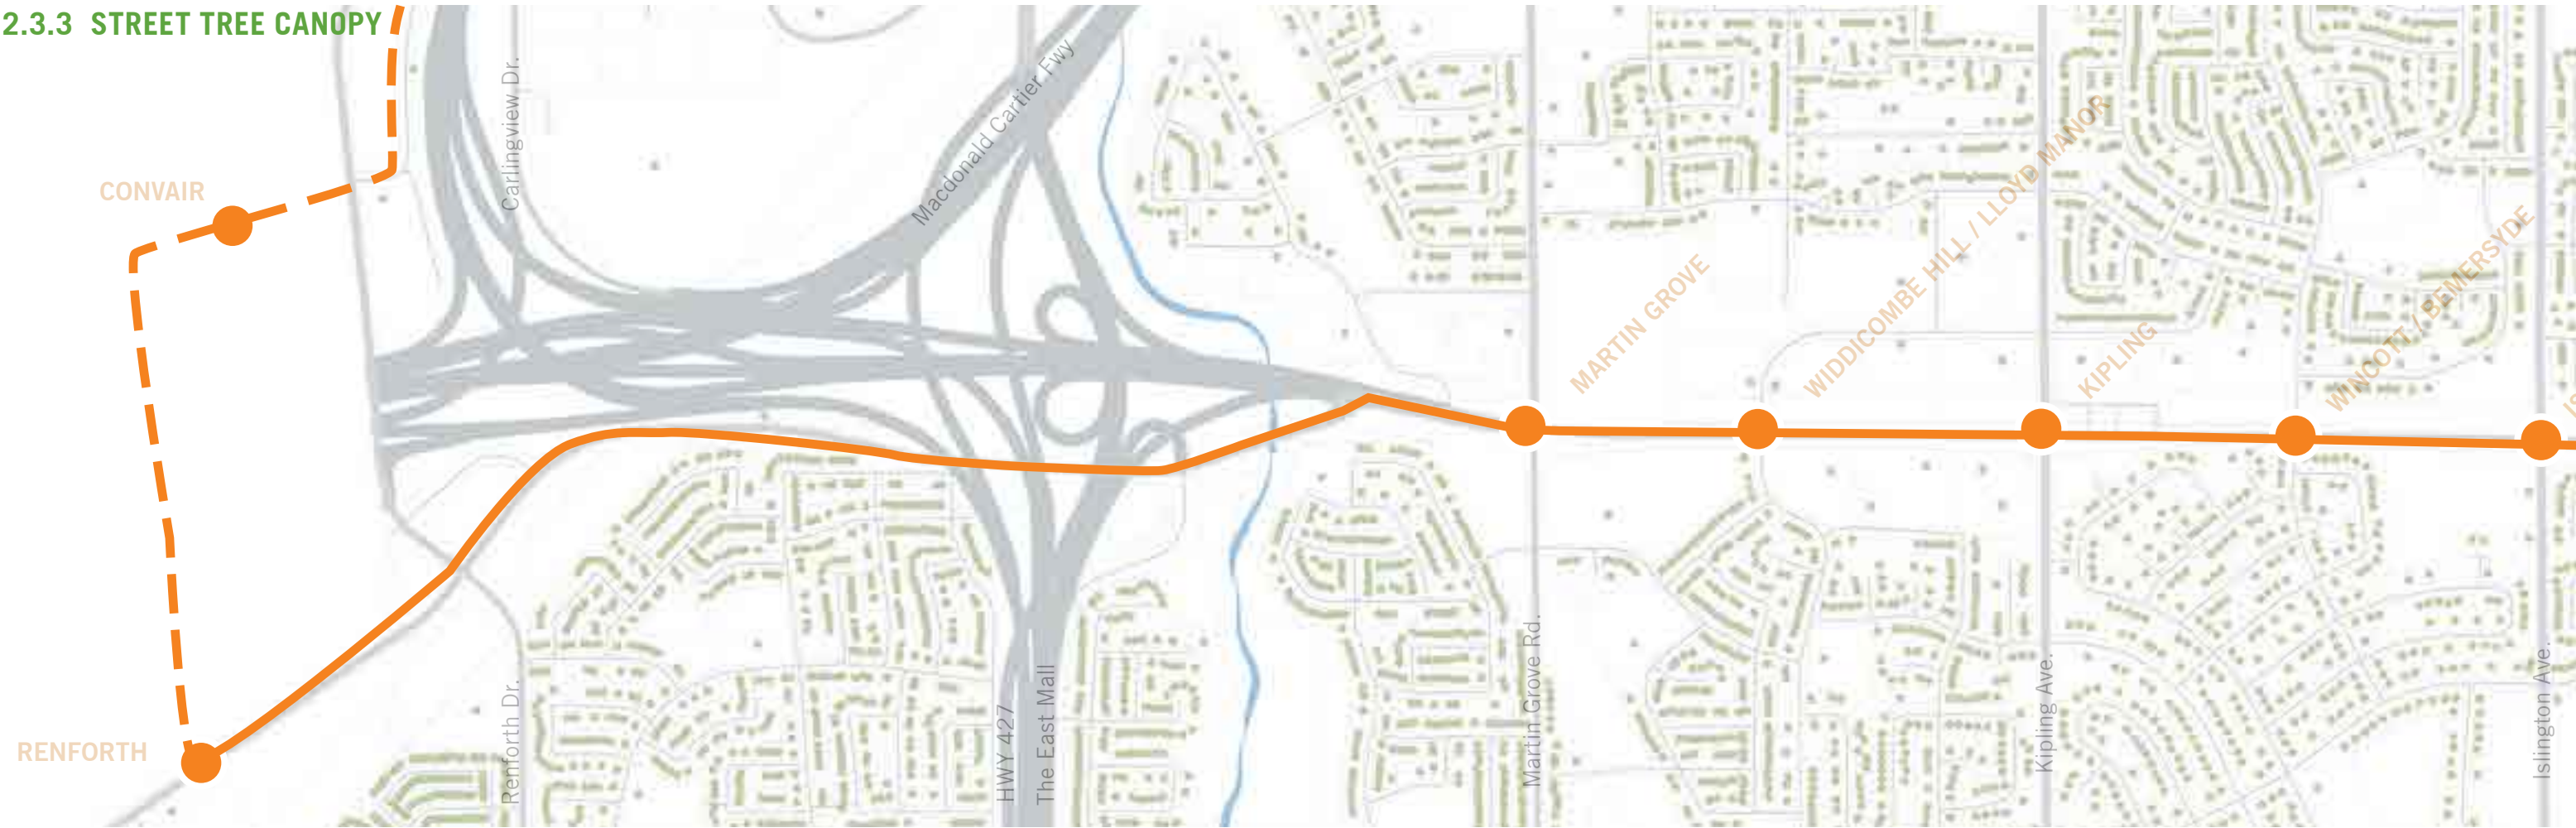 2.3.3 STREET TREE CANOPY
Carlingview Dr.
Macdonald Cartier Fwy
CONVAIR
MARTIN GROVE
WIDDICOMBE HILL / LLOYD MANOR
KIPLING
WINCOTT / BEMERSYDE
RENFORTH
Renforth Dr.
HWY 427
The East Mall
Martin Grove Rd.
Kipling Ave.
Islington Ave.